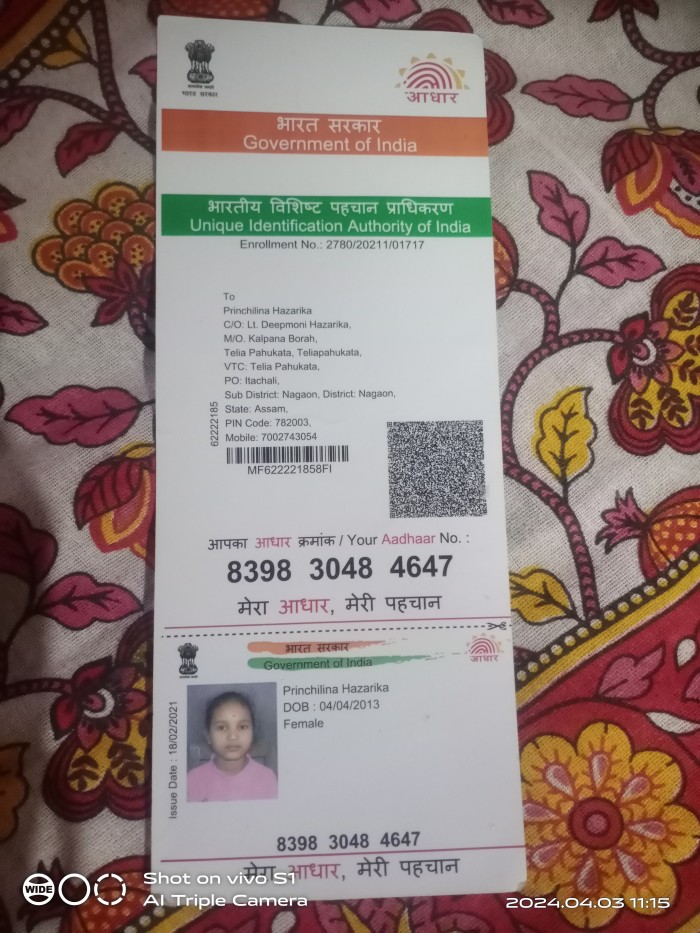 भारत सरकार
आधार
भारत सरकार
Government of India
भारतीय विशिष्ट पहचान प्राधिकरण
Unique Identification Authority of India
Enrollment No.: 2780/20211/01717
To
Princhilina Hazarika
C/O: Lt. Deepmoni Hazarika,
M/O. Kalpana Borah,
Telia Pahukata, Teliapahukata,
VTC: Telia Pahukata,
PO: Itachali,
Sub District: Nagaon, District: Nagaon,
State: Assam,
PIN Code: 782003,
Mobile: 7002743054
62222185
MF622221858FI
आपका आधार क्रमांक / Your Aadhaar No. :
8398 3048 4647
मेरा आधार, मेरी पहचान
भारत सरकार
Government of India
आधार
Princhilina Hazarika
DOB : 04/04/2013
Female
Issue Date : 18/02/2021
8398 3048 4647
मेरा आधार, मेरी पहचान
WIDE
Shot on vivo S1
AI Triple Camera
2024.04.03 11:15